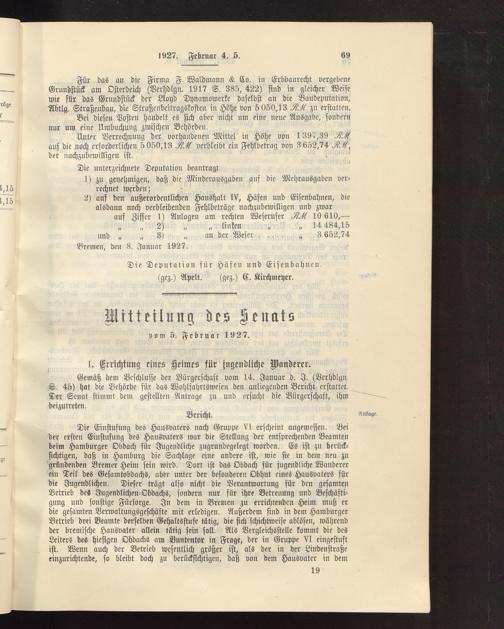 1927. Februar 4. 5.
69
Für das an die Firma F. Waldmann & Co. in Erbbaurecht vergebene
Grundstück am Osterdeich (Verhdlgn. 1917 S. 385, 422) sind in gleicher Weise
wie für das Grundstück der Lloyd Dynamowerke daselbst an die Baudeputation,
Abtlg. Straßenbau, die Straßenbeitragskosten in Höhe von 5 050,13 RM zu erstatten.
Bei diesen Posten handelt es sich aber nicht um eine neue Ausgabe, sondern
nur um eine Umbuchung zwischen Behörden.
Unter Verrechnung der vorhandenen Mittel in Höhe von 1 397,39 RM
auf die noch erforderlichen 5 050,13 RM verbleibt ein Fehlbetrag von 3 652,74 RM,
der nachzubewilligen ist.
Die unterzeichnete Deputation beantragt
1) zu genehmigen, daß die Minderausgaben auf die Mehrausgaben ver-
rechnet werden;
2) auf den außerordentlichen Haushalt IV, Häfen und Eisenbahnen, die
alsdann noch verbleibenden Fehlbeträge nachzubewilligen und zwar
auf Ziffer 1) Anlagen am rechten Weserufer RM 10 610,—
„ „ 2) „ „ linken „ „ 14 484,15
und „ „ 3) „ an der Weser . . . „ 3 652,74
Bremen, den 8. Januar 1927.
Die Deputation für Häfen und Eisenbahnen.
(gez.) Apelt. (gez.) C. Kirchmeyer.
Mitteilung des Senats
vom 5. Februar 1927.
1. Errichtung eines Heimes für jugendliche Wanderer.
Gemäß dem Beschlusse der Bürgerschaft vom 14. Januar d. J. (Verhdlgn.
S. 45) hat die Behörde für das Wohlfahrtswesen den anliegenden Bericht erstattet.
Der Senat stimmt dem gestellten Antrage zu und ersucht die Bürgerschaft, ihm
beizutreten.
Bericht.
Anlage.
Die Einstufung des Hausvaters nach Gruppe VI erscheint angemessen. Bei
der ersten Einstufung des Hausvaters war die Stellung der entsprechenden Beamten
beim Hamburger Obdach für Jugendliche zugrundegelegt worden. Es ist zu berück-
sichtigen, daß in Hamburg die Sachlage eine andere ist, wie sie in dem neu zu
gründenden Bremer Heim sein wird. Dort ist das Obdach für jugendliche Wanderer
ein Teil des Gesamtobdachs, aber unter der besonderen Obhut eines Hausvaters für
die Jugendlichen. Dieser trägt also nicht die Verantwortung für den gesamten
Betrieb des Jugendlichen-Obdachs, sondern nur für ihre Betreuung und Beschäfti-
gung und sonstige Fürsorge. In dem in Bremen zu errichtenden Heim muß er
die gesamten Verwaltungsgeschäfte mit erledigen. Außerdem sind in dem Hamburger
Betrieb drei Beamte derselben Gehaltsstufe tätig, die sich schichtweise ablösen, während
der bremische Hausvater allein tätig sein soll. Als Vergleichsstelle kommt die des
Leiters des hiesigen Obdachs am Buntentor in Frage, der in Gruppe VI eingestuft
ist. Wenn auch der Betrieb wesentlich größer ist, als der in der Lindenstraße
einzurichtende, so bleibt doch zu berücksichtigen, daß von dem Hausvater in dem
19
4,15
4,15